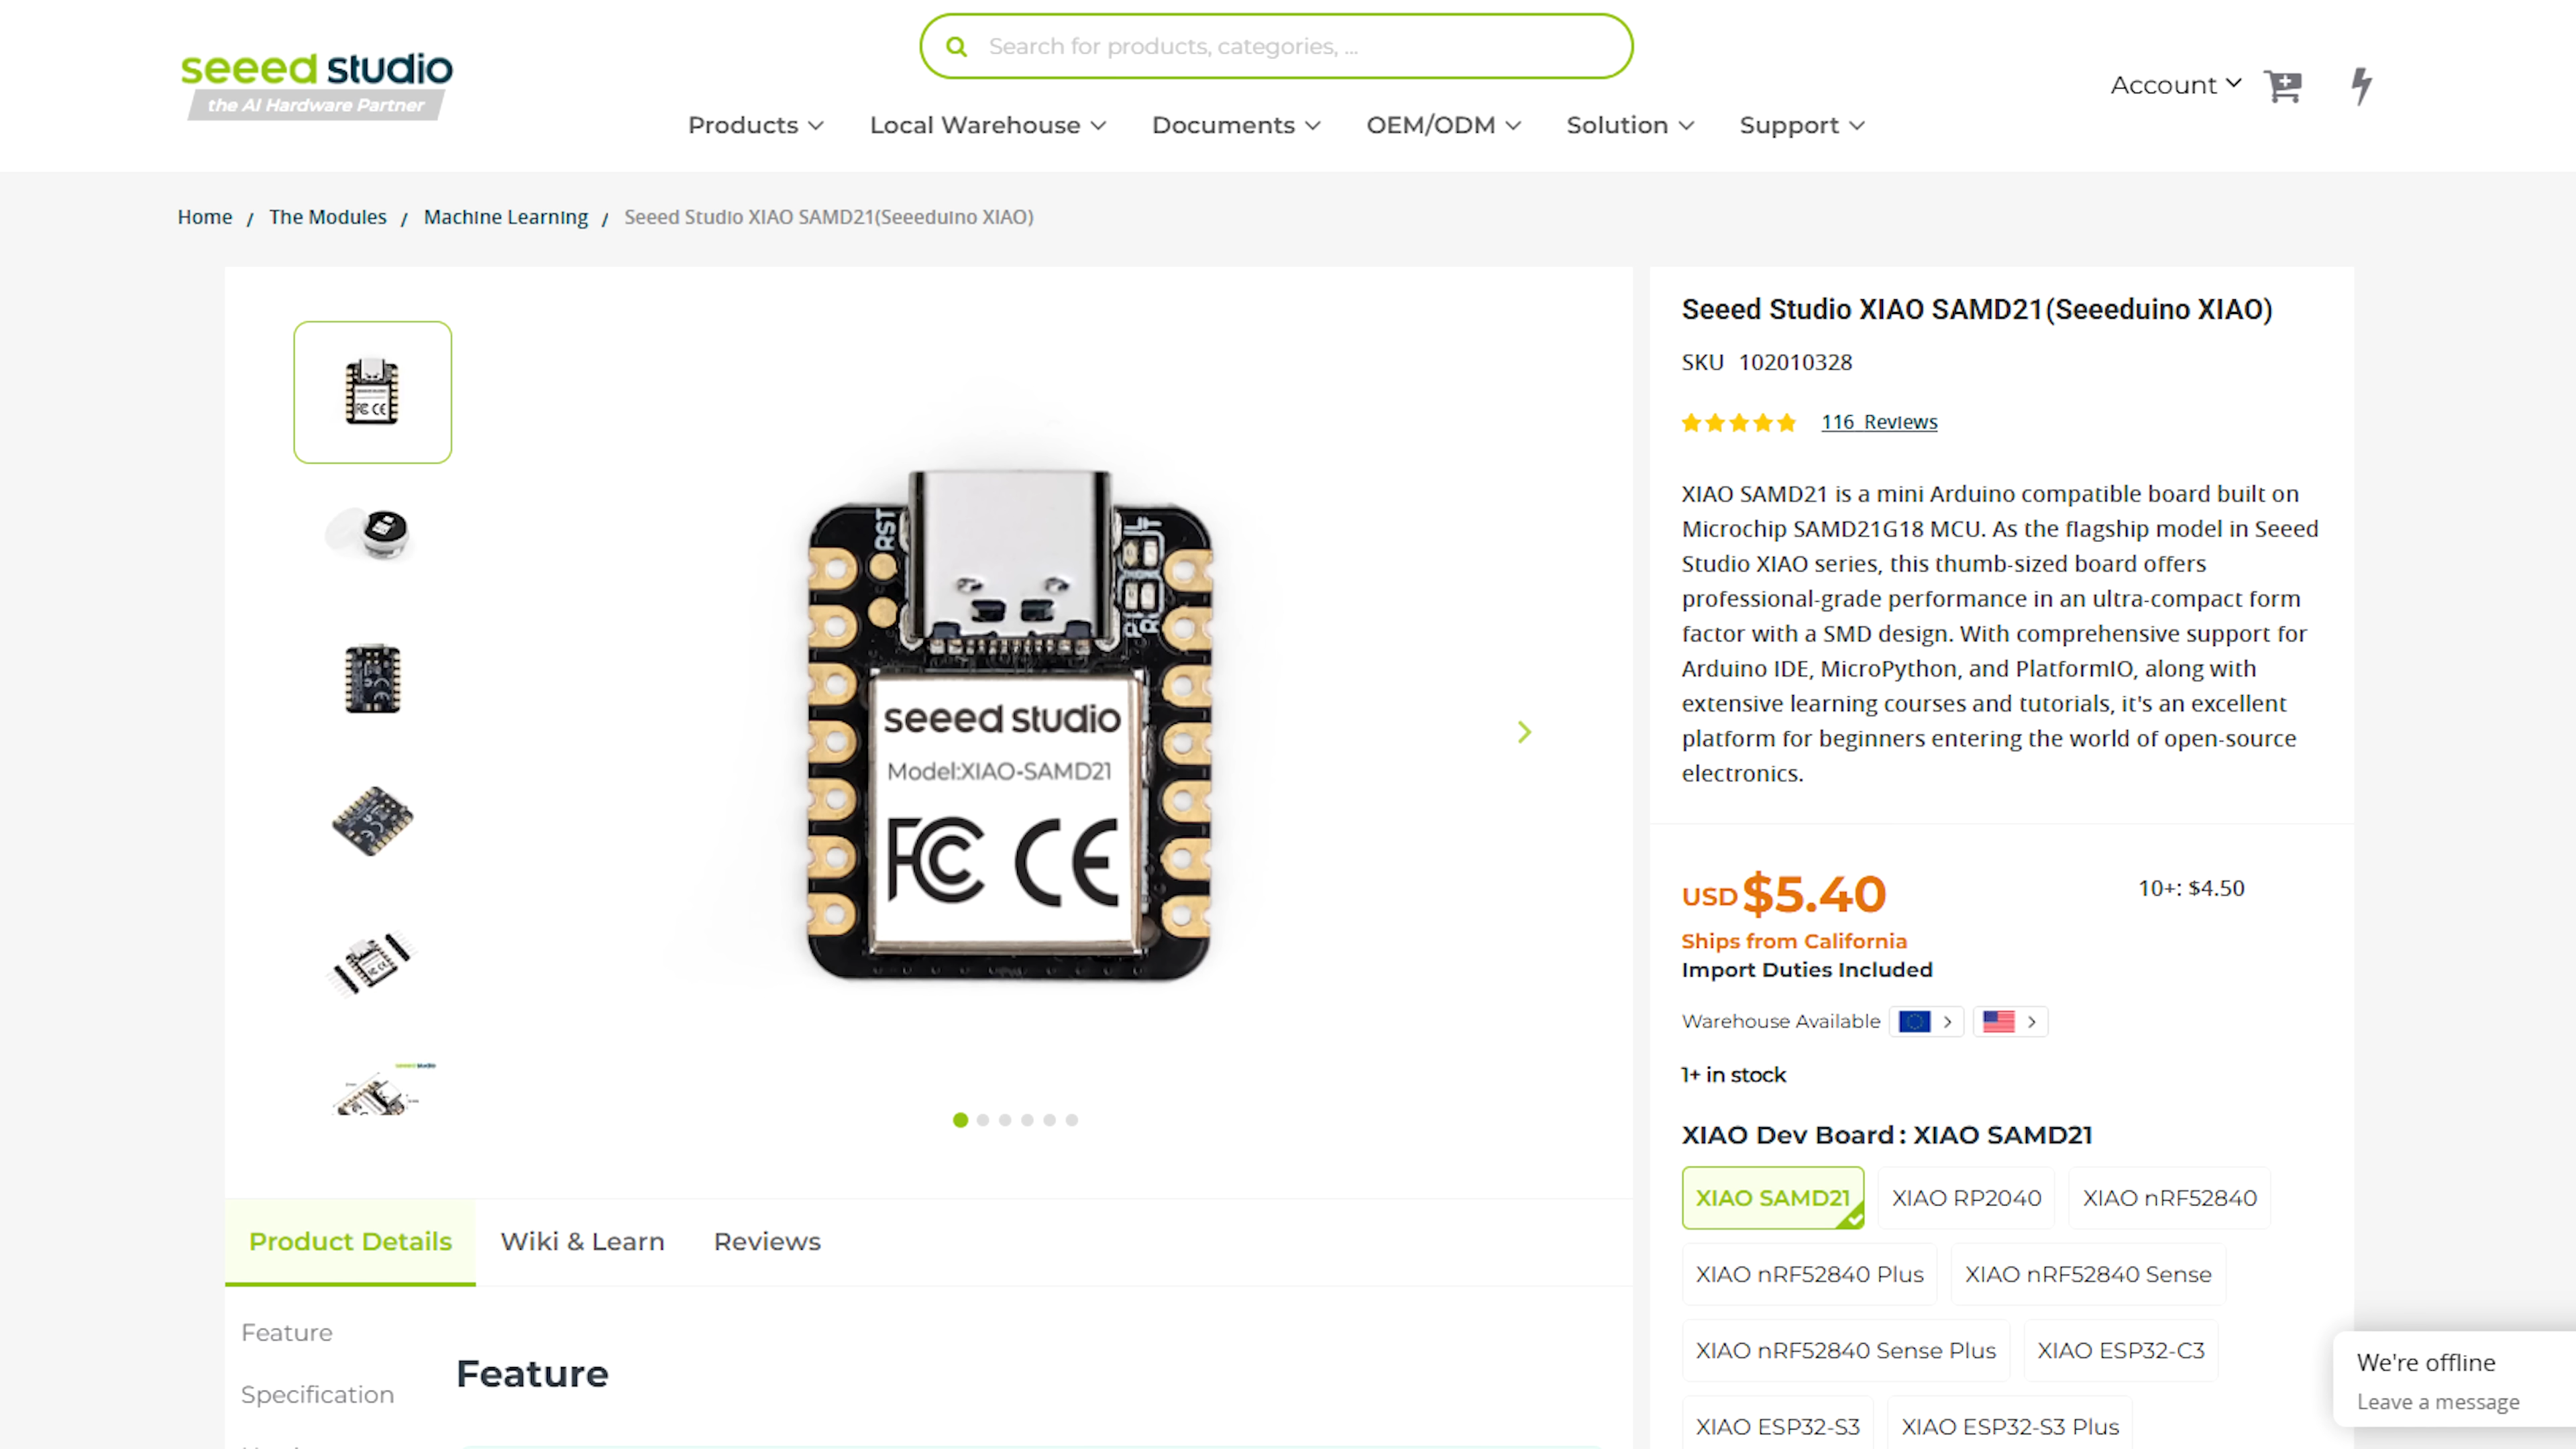 seeed studio
the AI Hardware Partner
Search for products, categories, ...
Account
Products
Local Warehouse
Documents
OEM/ODM
Solution
Support
Home / The Modules / Machine Learning / Seeed Studio XIAO SAMD21(Seeeduino XIAO)
RST
seeed studio
Model:XIAO-SAMD21
FC CE
Seeed Studio XIAO SAMD21(Seeeduino XIAO)
SKU 102010328
116 Reviews
XIAO SAMD21 is a mini Arduino compatible board built on
Microchip SAMD21G18 MCU. As the flagship model in Seeed
Studio XIAO series, this thumb-sized board offers
professional-grade performance in an ultra-compact form
factor with a SMD design. With comprehensive support for
Arduino IDE, MicroPython, and PlatformIO, along with
extensive learning courses and tutorials, it's an excellent
platform for beginners entering the world of open-source
electronics.
USD $5.40
10+: $4.50
Ships from California
Import Duties Included
Warehouse Available
1+ in stock
XIAO Dev Board : XIAO SAMD21
XIAO SAMD21
XIAO RP2040
XIAO nRF52840
XIAO nRF52840 Plus
XIAO nRF52840 Sense
XIAO nRF52840 Sense Plus
XIAO ESP32-C3
XIAO ESP32-S3
XIAO ESP32-S3 Plus
Product Details
Wiki & Learn
Reviews
Feature
Specification
Feature
We're offline
Leave a message